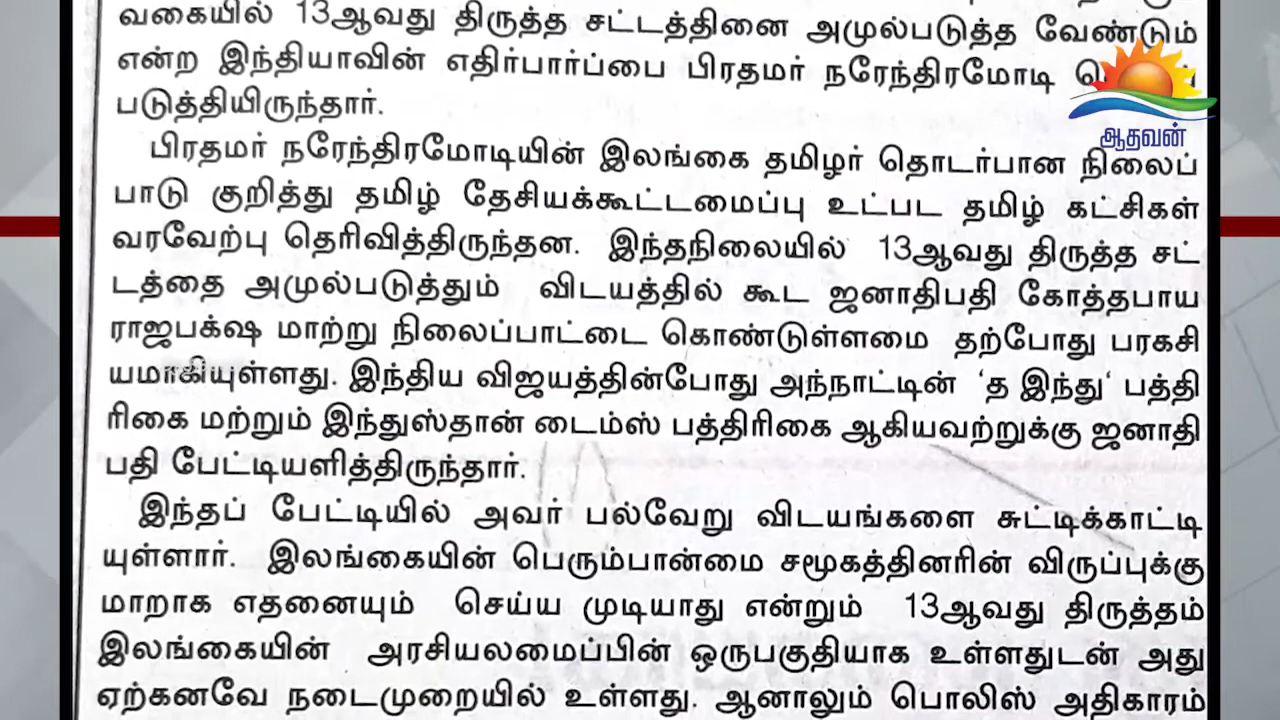 வகையில் 13ஆவது திருத்த சட்டத்தினை அமுல்படுத்த வேண்டும்
என்ற இந்தியாவின் எதிர்பார்ப்பை பிரதமர் நரேந்திரமோடி
படுத்தியிருந்தார்.
ஆதவன்
பிரதமர் நரேந்திரமோடியின் இலங்கை தமிழர் தொடர்பான நிலைப்
பாடு குறித்து தமிழ் தேசியக்கூட்டமைப்பு உட்பட தமிழ் கட்சிகள்
வரவேற்பு தெரிவித்திருந்தன. இந்தநிலையில் 13ஆவது திருத்த சட்
டத்தை அமுல்படுத்தும் விடயத்தில் கூட ஜனாதிபதி கோத்தபாய
ராஜபக்ஷ மாற்று நிலைப்பாட்டை கொண்டுள்ளமை தற்போது பரகசி
யமாகியுள்ளது. இந்திய விஜயத்தின்போது அந்நாட்டின் ‘த இந்து‘ பத்தி
ரிகை மற்றும் இந்துஸ்தான் டைம்ஸ் பத்திரிகை ஆகியவற்றுக்கு ஜனாதி
பதி பேட்டியளித்திருந்தார்.
இந்தப் பேட்டியில் அவர் பல்வேறு விடயங்களை சுட்டிக்காட்டி
யுள்ளார். இலங்கையின் பெரும்பான்மை சமூகத்தினரின் விருப்புக்கு
மாறாக எதனையும் செய்ய முடியாது என்றும் 13ஆவது திருத்தம்
இலங்கையின் அரசியலமைப்பின் ஒருபகுதியாக உள்ளதுடன் அது
ஏற்கனவே நடைமுறையில் உள்ளது. ஆனாலும் பொலிஸ் அதிகாரம்